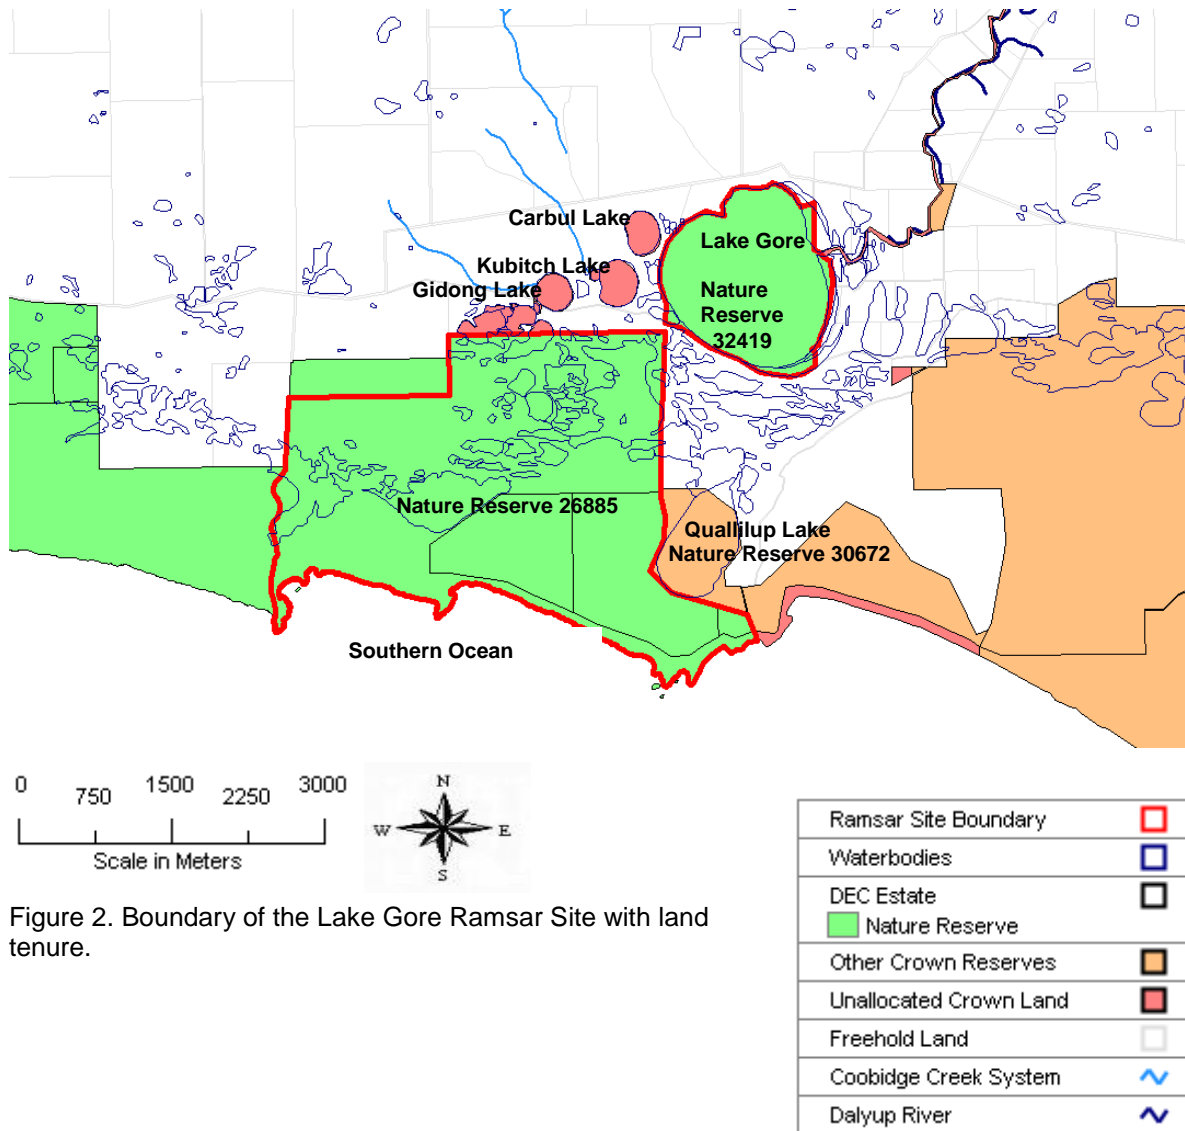 Carbul Lake
Lake Gore
Kubitch Lake
Gidong Lake
Nature
Reserve
32419
Nature Reserve 26885
Quallilup Lake
Nature Reserve 30672
Southern Ocean
0 750 1500 2250 3000
Scale in Meters
N
W E
S
Figure 2. Boundary of the Lake Gore Ramsar Site with land
tenure.
Ramsar Site Boundary
Waterbodies
DEC Estate
Nature Reserve
Other Crown Reserves
Unallocated Crown Land
Freehold Land
Coobidge Creek System
Dalyup River